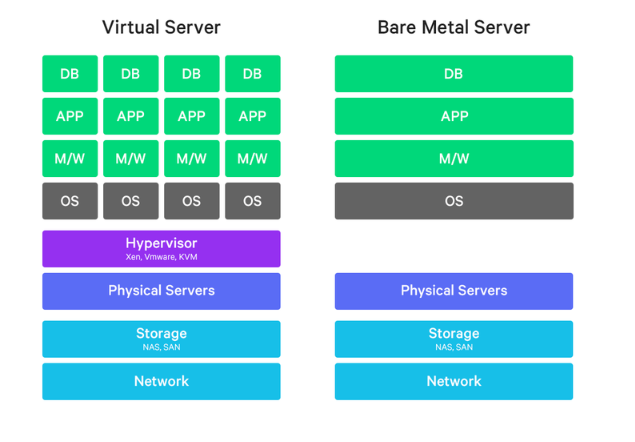 Virtual Server
Bare Metal Server
DB DB DB DB
DB
APP APP APP APP
APP
M/W M/W M/W M/W
M/W
OS OS OS OS
OS
Hypervisor
Xen, Vmware, KVM
Physical Servers
Physical Servers
Storage
NAS, SAN
Storage
NAS, SAN
Network
Network